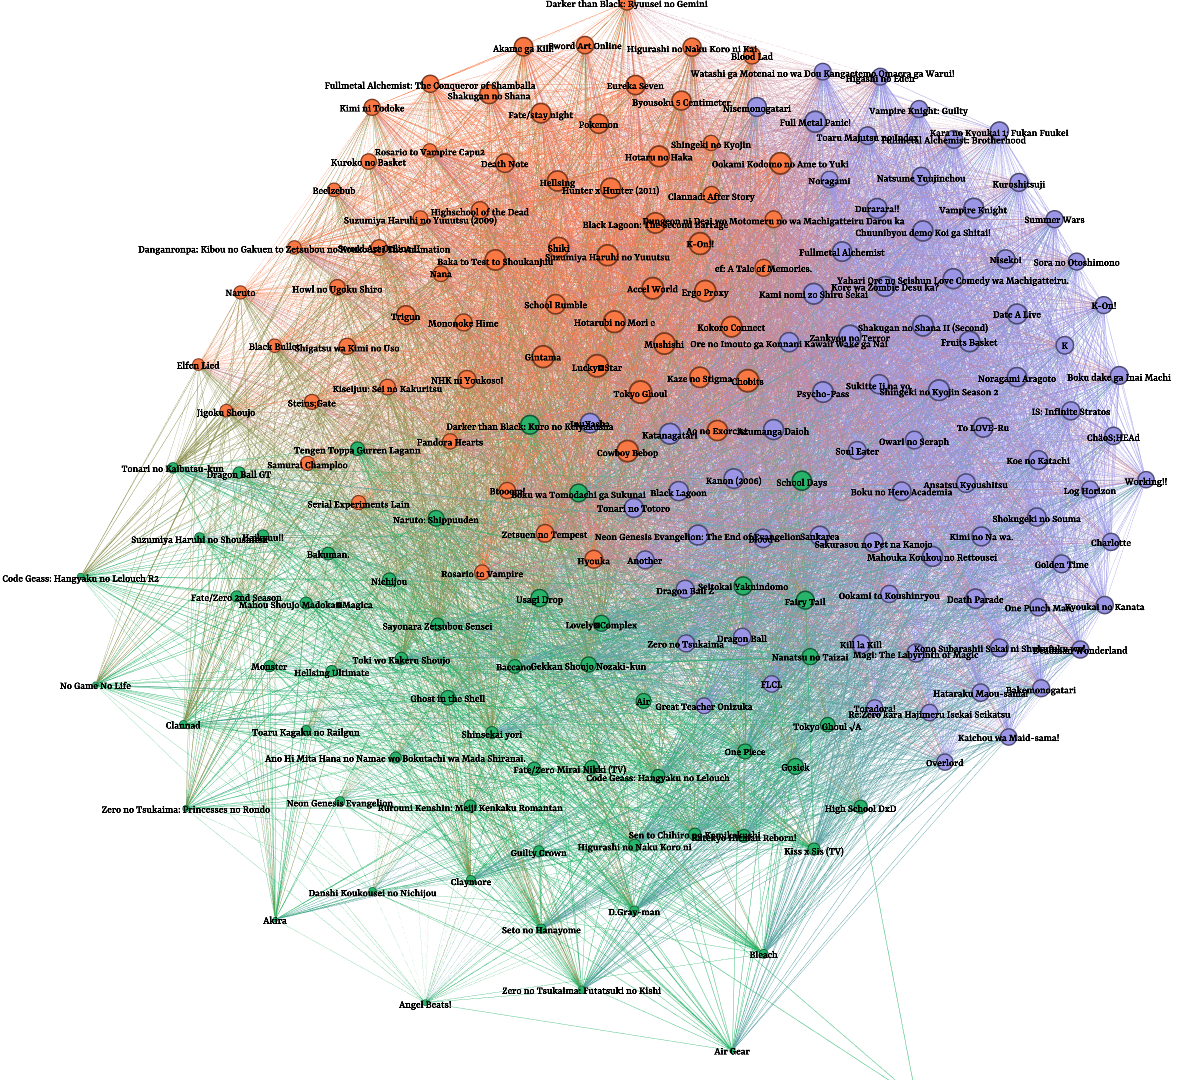 Darker than Black: Ryuusei no Gemini
Akame ga Kill!
Sword Art Online
Higurashi no Naku Koro ni Kai
Blood Lad
Watashi ga Motenai no wa Dou Kangaetemo Omaera ga Warui!
Higashi no Eden
Fullmetal Alchemist: The Conqueror of Shamballa
Shakugan no Shana
Eureka Seven
Kimi ni Todoke
Fate/stay night
Byousoku 5 Centimeter
Nisemonogatari
Vampire Knight: Guilty
Pokemon
Full Metal Panic!
Toaru Majutsu no Index
Kara no Kyoukai 1: Fukan Fuukei
Fullmetal Alchemist: Brotherhood
Shingeki no Kyojin
Rosario to Vampire Capu2
Kuroko no Basket
Death Note
Hotaru no Haka
Ookami Kodomo no Ame to Yuki
Noragami
Natsume Yuujinchou
Kuroshitsuji
Beelzebub
Hellsing
Hunter x Hunter (2011)
Clannad: After Story
Highschool of the Dead
Suzumiya Haruhi no Yuuutsu (2009)
Black Lagoon: The Second Barrage
Dungeon ni Deai wo Motomeru no wa Machigatteiru Darou ka
Durarara!!
Vampire Knight
Summer Wars
Chuunibyou demo Koi ga Shitai!
Danganronpa: Kibou no Gakuen to Zetsubou no Koukousei The Animation
Shiki
Suzumiya Haruhi no Yuuutsu
K-On!!
Fullmetal Alchemist
Baka to Test to Shoukanjuu
Nisekoi
Sora no Otoshimono
Nana
ef: A Tale of Memories.
Yahari Ore no Seishun Love Comedy wa Machigatteiru.
Kore wa Zombie Desu ka?
Naruto
Howl no Ugoku Shiro
Accel World
Ergo Proxy
Kami nomi zo Shiru Sekai
School Rumble
K-On!
Trigun
Mononoke Hime
Hotarubi no Mori e
Kokoro Connect
Date A Live
Shakugan no Shana II (Second)
Zankyou no Terror
Black Bullet
Shigatsu wa Kimi no Uso
Mushishi
Ore no Imouto ga Konnani Kawaii Wake ga Nai
Fruits Basket
K
Gintama
Elfen Lied
Lucky☆Star
NHK ni Youkoso!
Kaze no Stigma
Chobits
Kiseijuu: Sei no Kakuritsu
Tokyo Ghoul
Psycho-Pass
Sukitte Ii na yo.
Shingeki no Kyojin Season 2
Noragami Aragoto
Boku dake ga Inai Machi
Steins;Gate
Jigoku Shoujo
IS: Infinite Stratos
Darker than Black: Kuro no Keiyakusha
InuYasha
Katanagatari
Ao no Exorcist
Azumanga Daioh
To LOVE-Ru
ChäoS;HEAd
Pandora Hearts
Tengen Toppa Gurren Lagann
Cowboy Bebop
Soul Eater
Owari no Seraph
Samurai Champloo
Tonari no Kaibutsu-kun
Dragon Ball GT
Koe no Katachi
Kanon (2006)
School Days
Working!!
Btooom!
Boku wa Tomodachi ga Sukunai
Black Lagoon
Boku no Hero Academia
Ansatsu Kyoushitsu
Log Horizon
Serial Experiments Lain
Tonari no Totoro
Naruto: Shippuuden
Shokugeki no Souma
Suzumiya Haruhi no Shoushitsu
Haikyuu!!
Zetsuen no Tempest
Neon Genesis Evangelion: The End of Evangelion
Blood+
Sankarea
Sakurasou no Pet na Kanojo
Kimi no Na wa.
Charlotte
Bakuman.
Hyouka
Another
Mahouka Koukou no Rettousei
Golden Time
Code Geass: Hangyaku no Lelouch R2
Nichijou
Rosario to Vampire
Dragon Ball Z
Seitokai Yakuindomo
Fate/Zero 2nd Season
Mahou Shoujo Madoka★Magica
Usagi Drop
Fairy Tail
Ookami to Koushinryou
Death Parade
One Punch Man
Kyoukai no Kanata
Sayonara Zetsubou Sensei
Lovely★Complex
Zero no Tsukaima
Dragon Ball
Kill la Kill
Kono Subarashii Sekai ni Shukufuku wo!
Deadman Wonderland
Magi: The Labyrinth of Magic
Nanatsu no Taizai
Monster
Hellsing Ultimate
Toki wo Kakeru Shoujo
Baccano!
Gekkan Shoujo Nozaki-kun
No Game No Life
FLCL
Hataraku Maou-sama!
Bakemonogatari
Ghost in the Shell
Air
Great Teacher Onizuka
Toradora!
Re:Zero kara Hajimeru Isekai Seikatsu
Clannad
Toaru Kagaku no Railgun
Shinsekai yori
Tokyo Ghoul √A
Kaichou wa Maid-sama!
Ano Hi Mita Hana no Namae wo Bokutachi wa Mada Shiranai.
One Piece
Fate/Zero
Mirai Nikki (TV)
Code Geass: Hangyaku no Lelouch
Gosick
Overlord
Zero no Tsukaima: Princesses no Rondo
Neon Genesis Evangelion
Rurouni Kenshin: Meiji Kenkaku Romantan
High School DxD
Sen to Chihiro no Kamikakushi
Katekyo Hitman Reborn!
Higurashi no Naku Koro ni
Guilty Crown
Kiss x Sis (TV)
Claymore
Danshi Koukousei no Nichijou
Akira
D.Gray-man
Seto no Hanayome
Bleach
Zero no Tsukaima: Futatsuki no Kishi
Angel Beats!
Air Gear